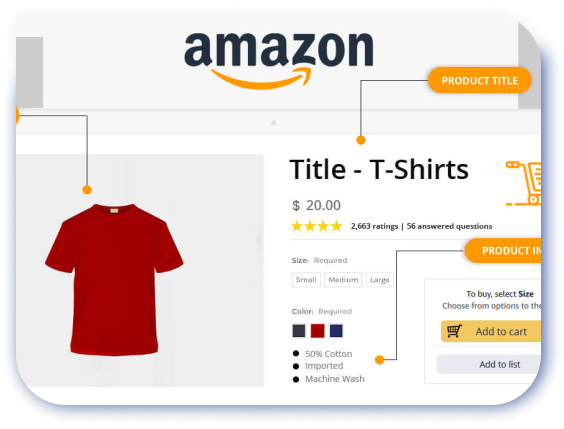 amazon
PRODUCT TITLE
Title - T-Shirts
$ 20.00
2,663 ratings | 56 answered questions
PRODUCT
Size: Required
Small Medium Large
To buy, select Size
Choose from options to the
Color: Required
Add to cart
50% Cotton
Imported
Add to list
Machine Wash